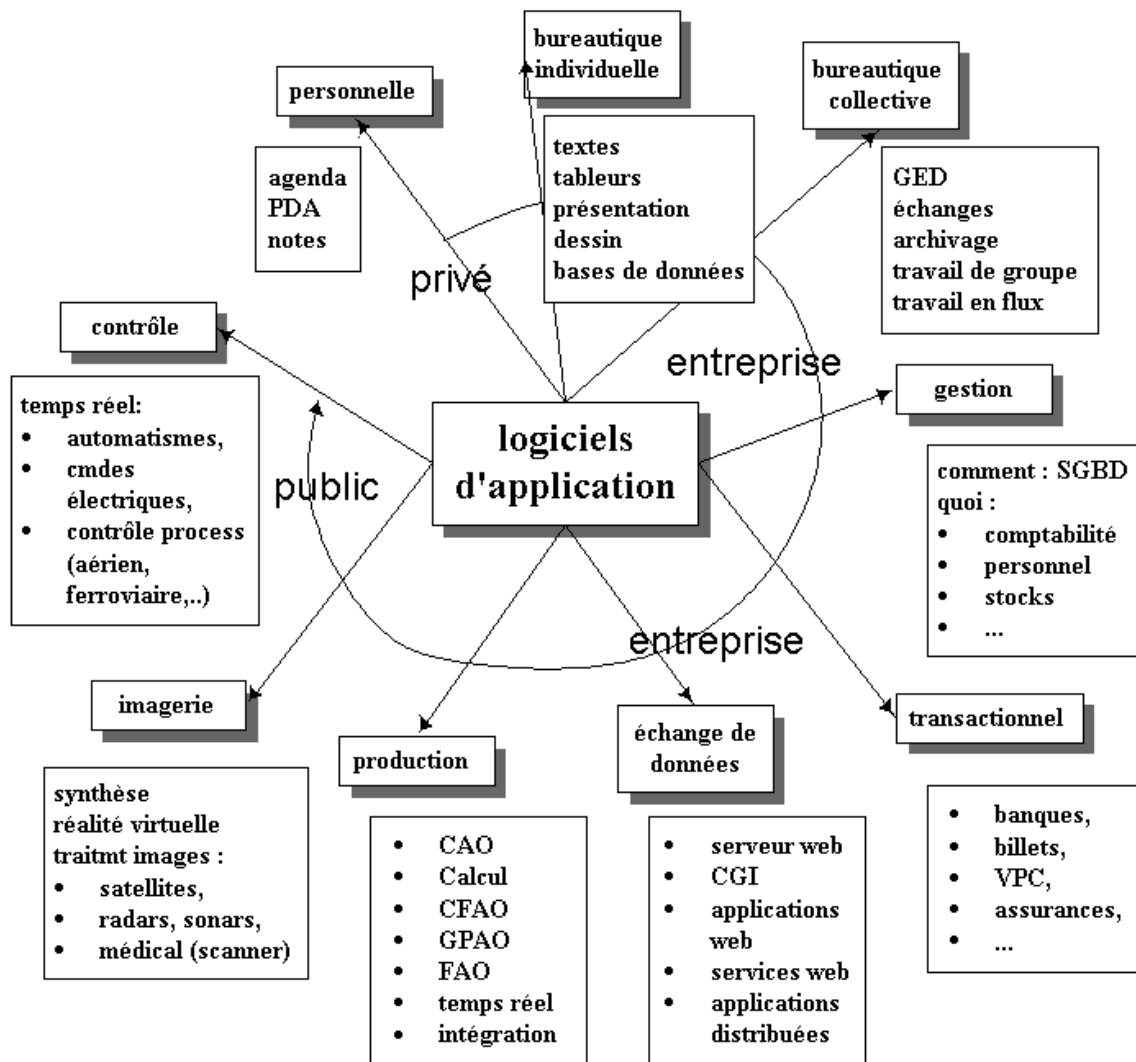 bureautique
individuelle
bureautique
collective
personnelle
agenda
PDA
notes
textes
tableurs
présentation
dessin
bases de données
GED
échanges
archivage
travail de groupe
travail en flux
privé
contrôle
entreprise
gestion
temps réel:
• automatismes,
• cmdes
électriques,
• contrôle process
(aérien,
ferroviaire,..)
public
logiciels
d'application
comment : SGBD
quoi :
• comptabilité
• personnel
• stocks
• ...
entreprise
imagerie
production
échange de
données
transactionnel
synthèse
réalité virtuelle
traitmt images :
• satellites,
• radars, sonars,
• médical (scanner)
• CAO
• Calcul
• CFAO
• GPAO
• FAO
• temps réel
• intégration
• serveur web
• CGI
• applications
web
• services web
• applications
distribuées
• banques,
• billets,
• VPC,
• assurances,
• ...